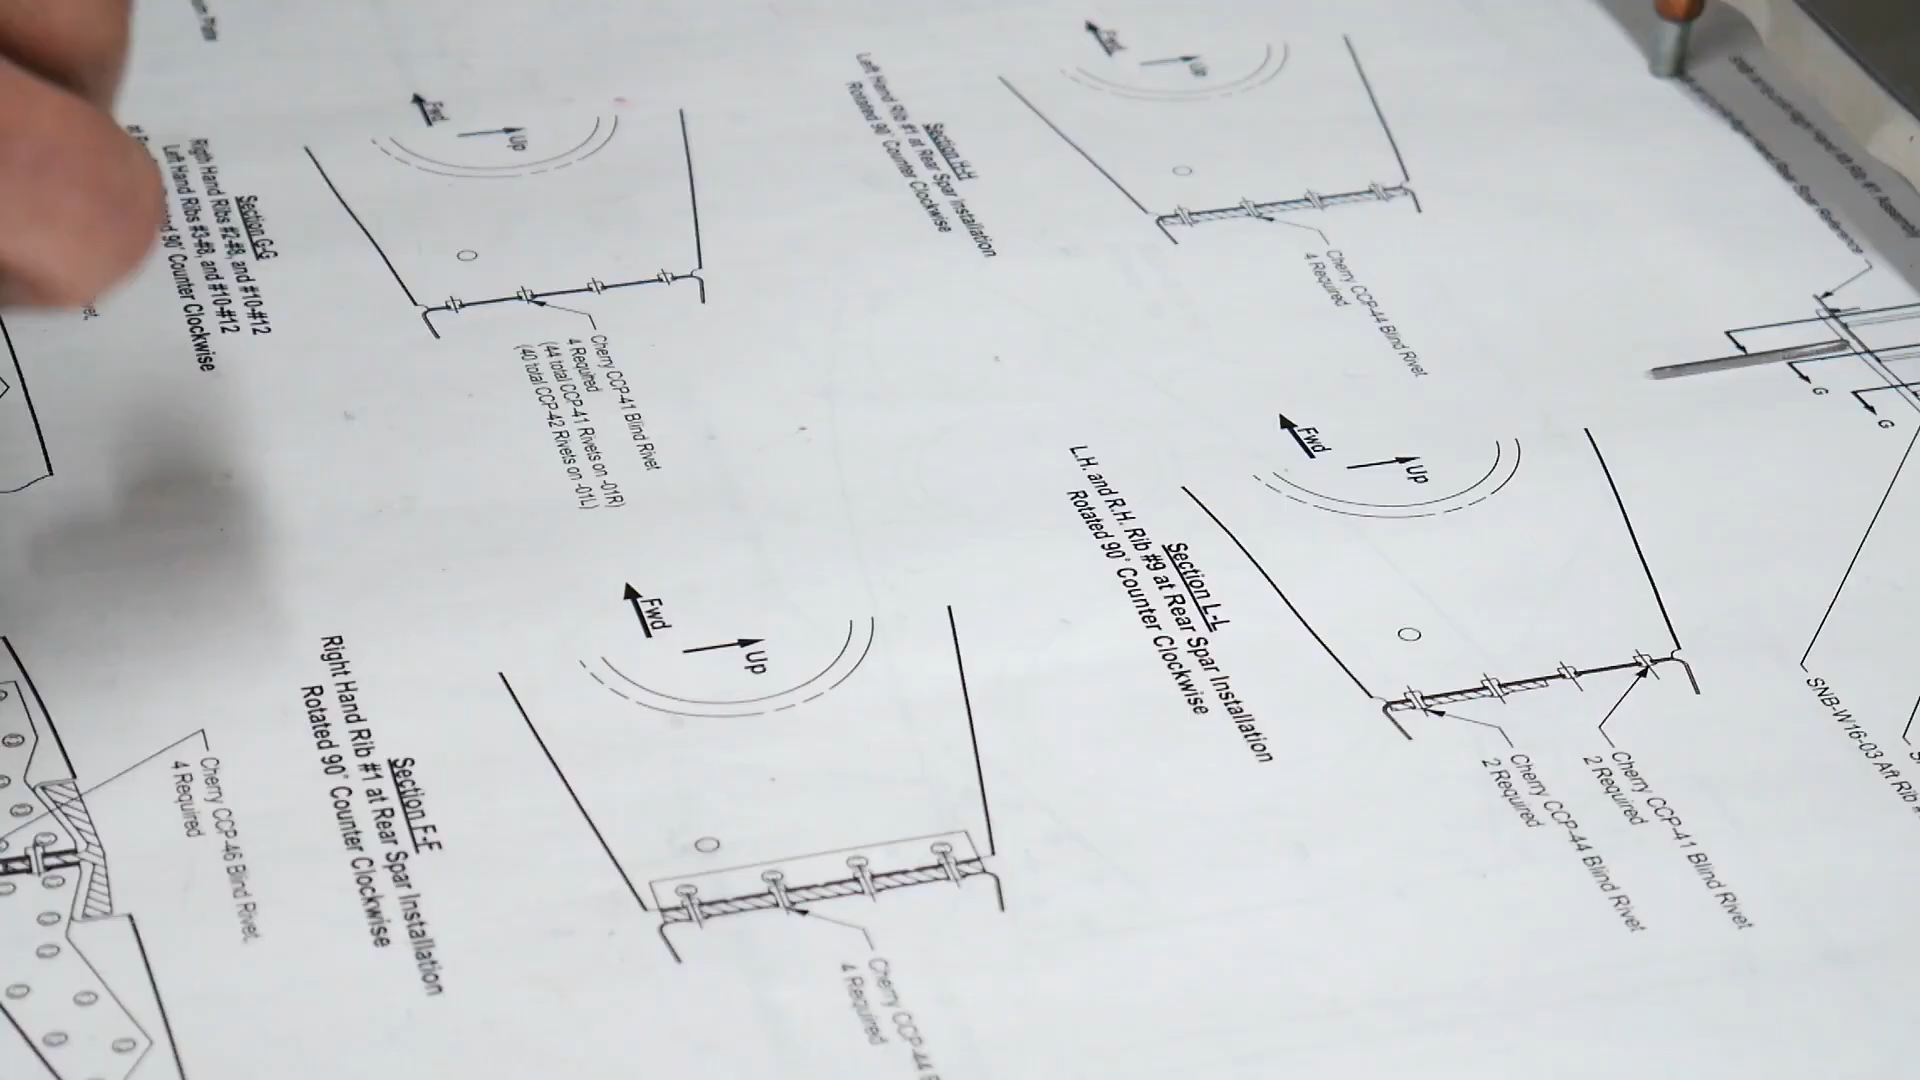 Section G-G
Rigth Hand Ribs #2-#8, and #10-#12
Left Hand Ribs #3-#8, and #10-#12
90° Counter Clockwise
Fwd
Up
Cherry CCP-41 Blind Rivet
4 Required
(44 total CCP-41 Rivets on -01R)
(40 total CCP-42 Rivets on -01L)
Section H-H
Left Hand Rib #1 at Rear Spar Installation
Rotated 90° Counter Clockwise
Fwd
Up
Cherry CCP-44 Blind Rivet
4 Required
Rear Spar Reference
G
G
Section L-L
L.H. and R.H. Rib #9 at Rear Spar Installation
Rotated 90° Counter Clockwise
Fwd
Up
Cherry CCP-41 Blind Rivet
2 Required
Cherry CCP-44 Blind Rivet
2 Required
SNB-W16-03 Aft Rib
Section F-F
Right Hand Rib #1 at Rear Spar Installation
Rotated 90° Counter Clockwise
Fwd
Up
Cherry CCP-44
4 Required
Cherry CCP-46 Blind Rivet,
4 Required